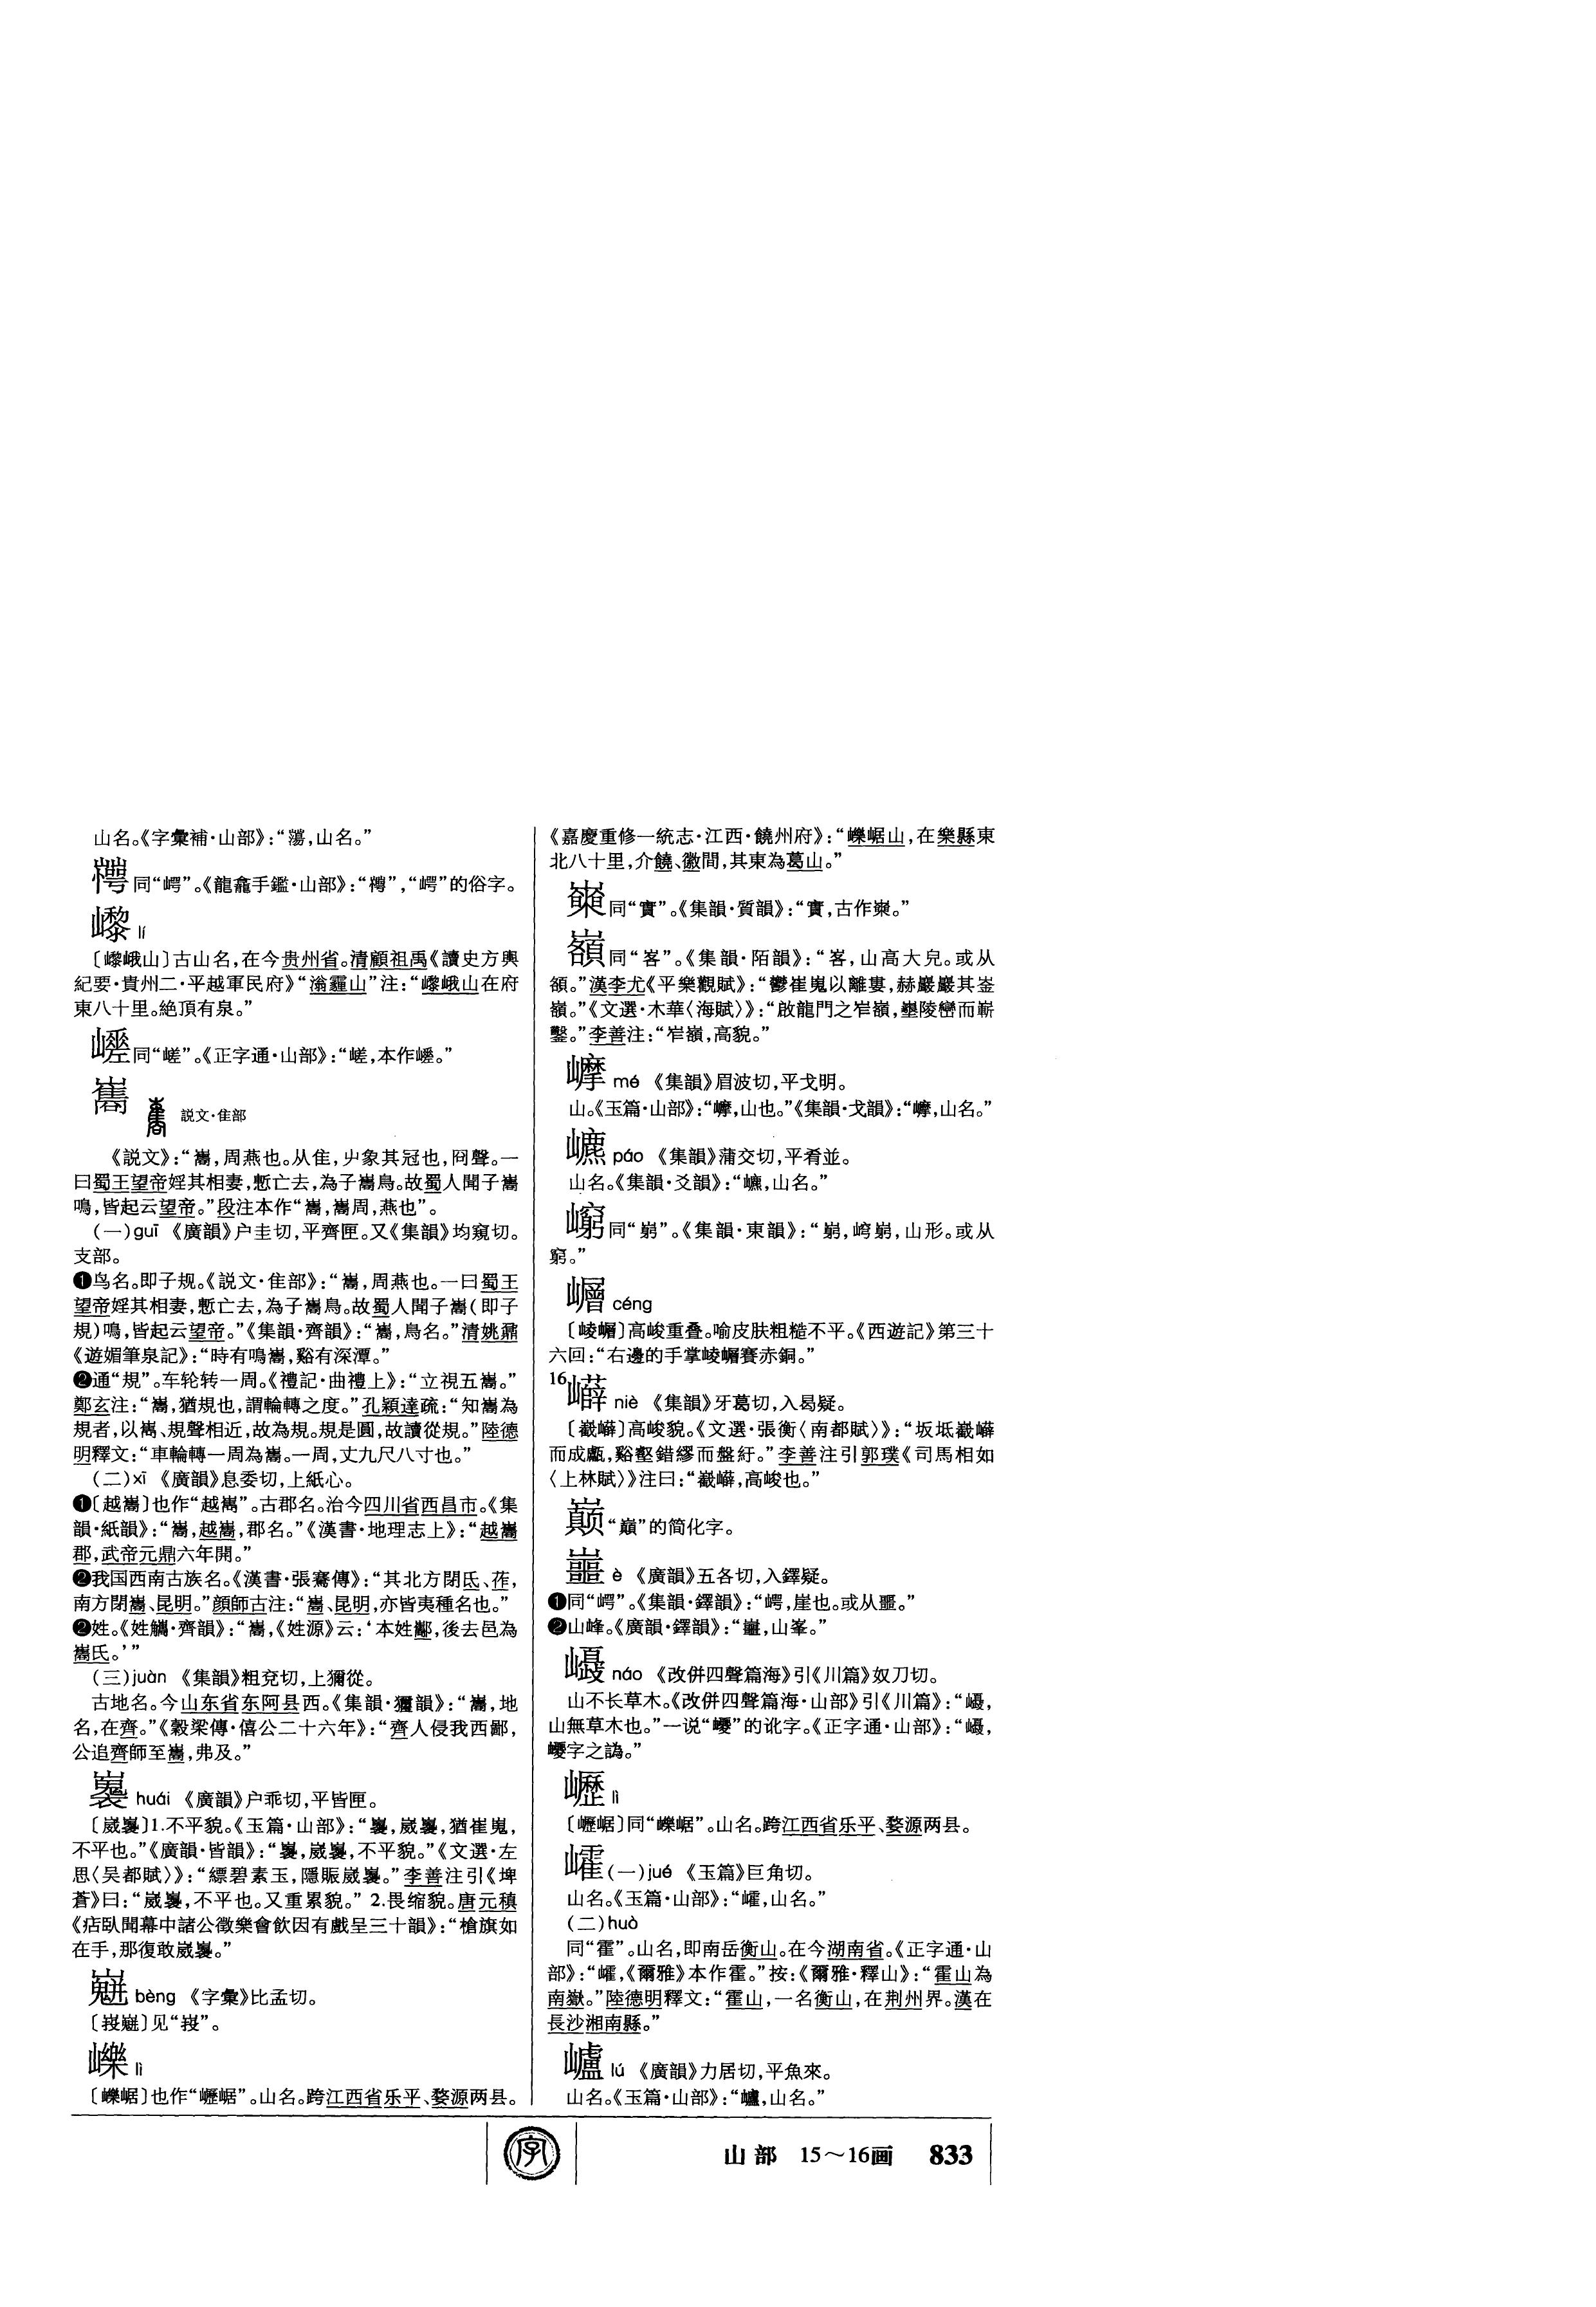 山名。《字彙補·山部》：“簜，山名。”
同“崿”。《龍龕手鑑·山部》：“”，“崿”的俗字。
嚟 lí
〔嶚峨山〕古山名，在今贵州省。清顧祖禹《讀史方輿
紀要·貴州二·平越軍民府》“滃霾山”注：“峨山在府
東八十里。絶頂有泉。”
同“嵯”。《正字通·山部》：“嵯，本作。”
巂 説文·隹部
《説文》：“巂，周燕也。从隹，屮象其冠也，冏聲。一
曰蜀王望帝婬其相妻，慙亡去，為子巂鳥。故蜀人聞子巂
鳴，皆起云望帝。”段注本作“巂，巂周，燕也”。
（一）guī 《廣韻》户圭切，平齊匣。又《集韻》均窺切。
支部。
❶鸟名。即子规。《説文·隹部》：“巂，周燕也。一曰蜀王
望帝婬其相妻，慙亡去，為子巂鳥。故蜀人聞子巂（即子
規）鳴，皆起云望帝。”《集韻·齊韻》：“巂，鳥名。”清姚鼐
《遊媚筆泉記》：“時有鳴巂，谿有深潭。”
❷通“規”。车轮转一周。《禮記·曲禮上》：“立視五巂。”
鄭玄注：“巂，猶規也，謂輪轉之度。”孔穎達疏：“知巂為
規者，以巂、規聲相近，故為規。規是圓，故讀從規。”陸德
明釋文：“車輪轉一周為巂。一周，丈九尺八寸也。”
（二）xī 《廣韻》息委切，上紙心。
❶〔越巂〕也作“越嶲”。古郡名。治今四川省西昌市。《集
韻·紙韻》：“巂，越巂，郡名。”《漢書·地理志上》：“越巂
郡，武帝元鼎六年開。”
❷我国西南古族名。《漢書·張騫傳》：“其北方閉氐、莋，
南方閉巂、昆明。”顔師古注：“巂、昆明，亦皆夷種名也。”
❷姓。《姓觿·齊韻》：“巂，《姓源》云：‘本姓酅，後去邑為
巂氏。’”
（三）juàn 《集韻》粗兗切，上獮從。
古地名。今山东省东阿县西。《集韻·獮韻》：“巂，地
名，在齊。”《穀梁傳·僖公二十六年》：“齊人侵我西鄙，
公追齊師至巂，弗及。”
㠢 huái 《廣韻》户乖切，平皆匣。
〔崴㠢〕1.不平貌。《玉篇·山部》：“㠢，崴㠢，猶崔嵬，
不平也。”《廣韻·皆韻》：“㠢，崴㠢，不平貌。”《文選·左
思〈吴都賦〉》：“縹碧素玉，隱賑崴㠢。”李善注引《埤
蒼》曰：“崴㠢，不平也。又重累貌。” 2.畏缩貌。唐元稹
《痁臥聞幕中諸公徵樂會飲因有戲呈三十韻》：“槍旗如
在手，那復敢崴㠢。”
bèng 《字彙》比孟切。
〔〕见“”。
㠣 lì
〔㠣崌〕也作“㠣崌”。山名。跨江西省乐平、婺源两县。
《嘉慶重修一統志·江西·饒州府》：“㠣崌山，在樂縣東
北八十里，介饒、徽間，其東為葛山。”
同“實”。《集韻·質韻》：“實，古作。”
同“峉”。《集韻·陌韻》：“峉，山高大皃。或从
頟。”漢李尤《平樂觀賦》：“鬱崔嵬以離婁，赫巖巖其崟
嶺。”《文選·木華〈海賦〉》：“啟龍門之岝嶺，墾陵巒而嶄
鑿。”李善注：“岝嶺，高貌。”
mé 《集韻》眉波切，平戈明。
山。《玉篇·山部》：“，山也。”《集韻·戈韻》：“，山名。”
páo 《集韻》蒲交切，平肴並。
山名。《集韻·爻韻》：“，山名。”
同“嵏”。《集韻·東韻》：“，崆，山形。或从
窮。”
céng
〔崚〕高峻重叠。喻皮肤粗糙不平。《西遊記》第三十
六回：“右邊的手掌崚賽赤銅。”
16 niè 《集韻》牙葛切，入曷疑。
〔巀〕高峻貌。《文選·張衡〈南都賦〉》：“坂坻巀
而成甗，谿壑錯繆而盤紆。”李善注引郭璞《司馬相如
〈上林賦〉》注曰：“巀，高峻也。”
巅 “巔”的简化字。
è 《廣韻》五各切，入鐸疑。
❶同“崿”。《集韻·鐸韻》：“崿，崖也。或从噩。”
❷山峰。《廣韻·鐸韻》：“，山峯。”
náo 《改併四聲篇海》引《川篇》奴刀切。
山不长草木。《改併四聲篇海·山部》引《川篇》：“，
山無草木也。”一说“巎”的讹字。《正字通·山部》：“，
巎字之譌。”
lì
〔崌〕同“㠣崌”。山名。跨江西省乐平、婺源两县。
（一）jué 《玉篇》巨角切。
山名。《玉篇·山部》：“，山名。”
（二）huò
同“霍”。山名，即南岳衡山。在今湖南省。《正字通·山
部》：“，《爾雅》本作霍。”按：《爾雅·釋山》：“霍山為
南嶽。”陸德明釋文：“霍山，一名衡山，在荆州界。漢在
長沙湘南縣。”
lú 《廣韻》力居切，平魚來。
山名。《玉篇·山部》：“，山名。”
字 山部 15～16画 833